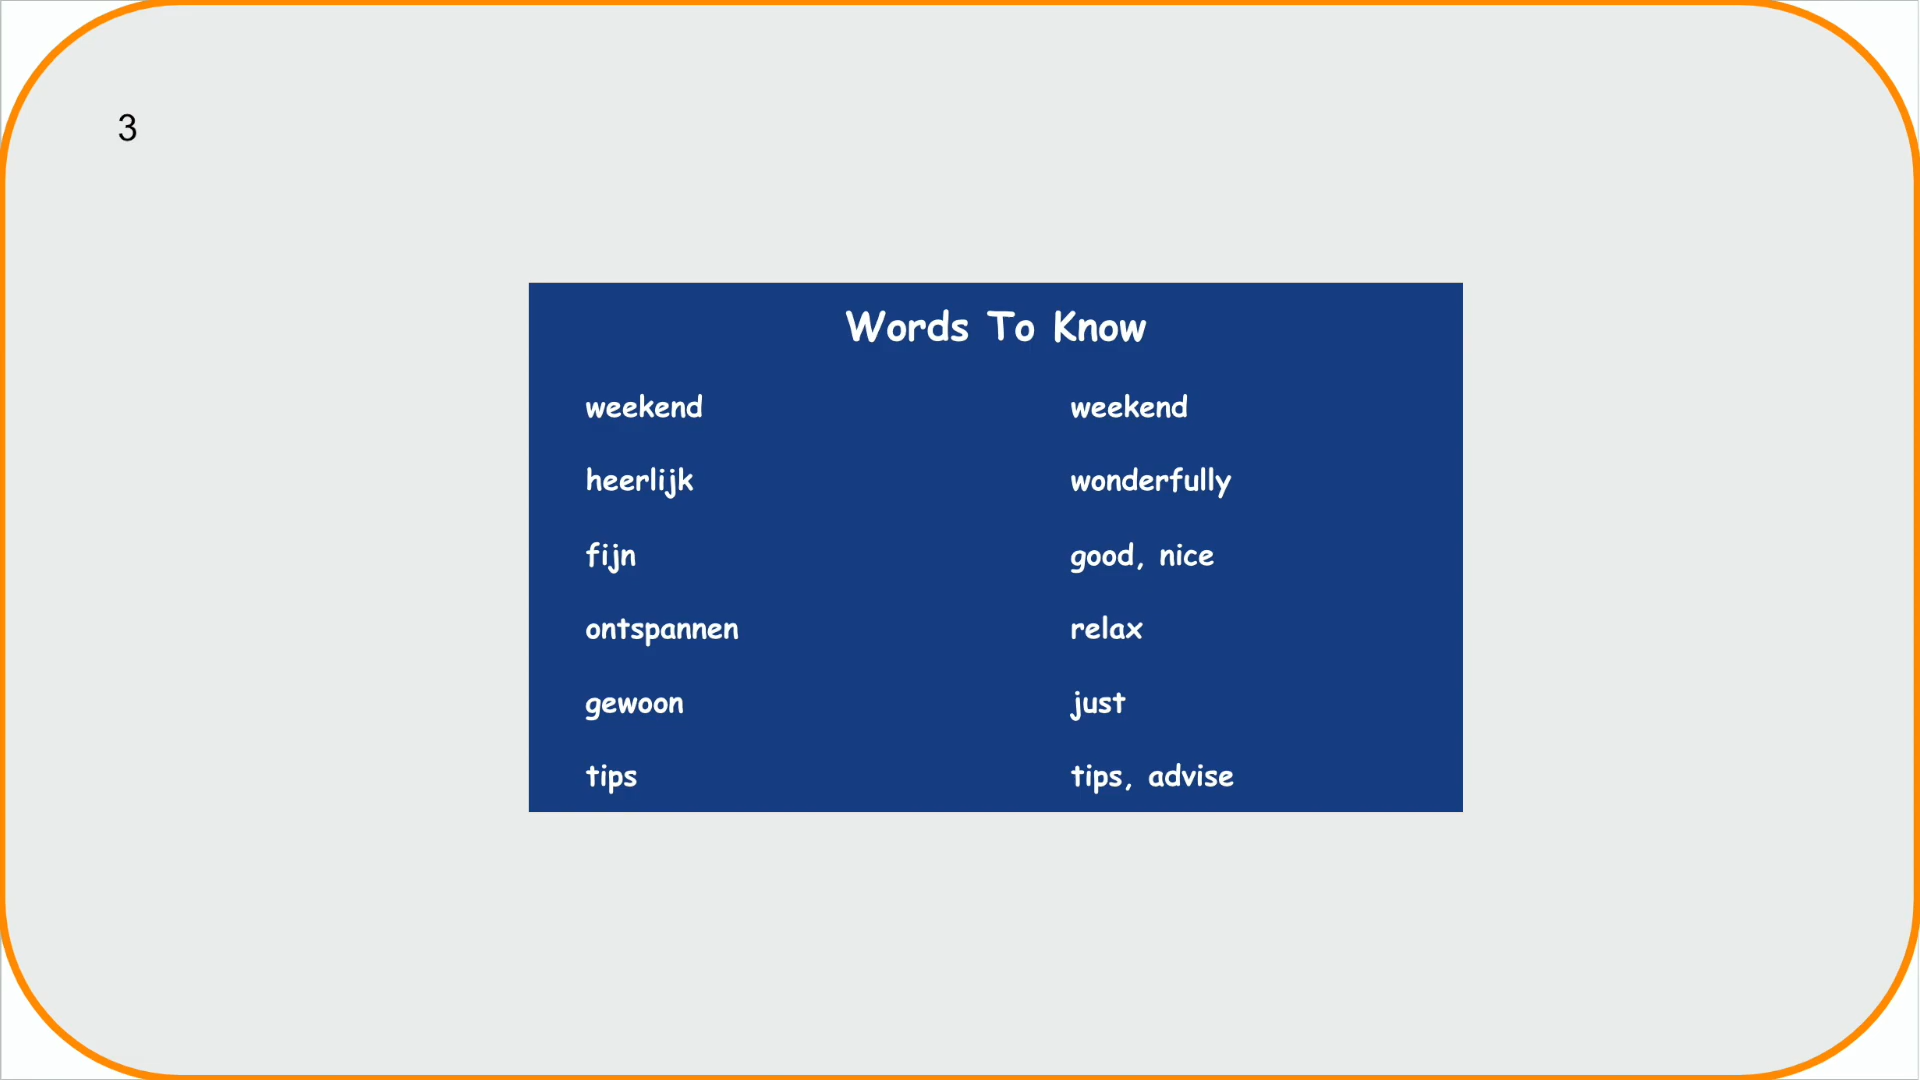 3
Words To Know
weekend weekend
heerlijk wonderfully
fijn good, nice
ontspannen relax
gewoon just
tips tips, advise